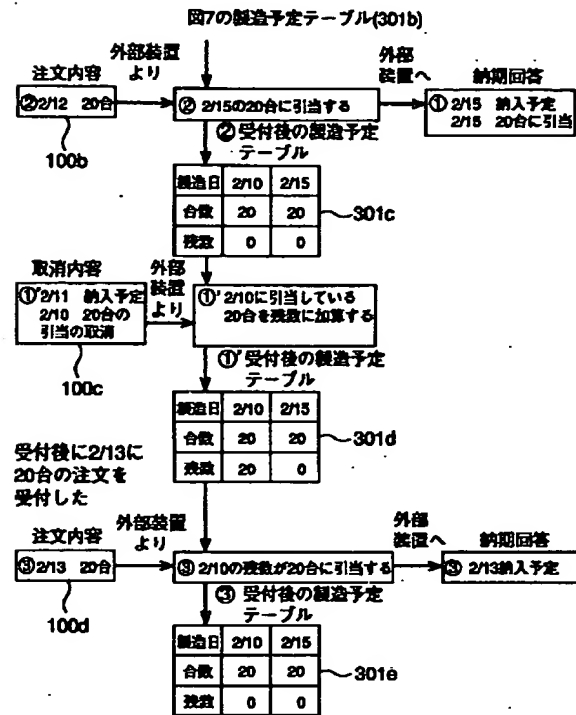 図7の製造予定テーブル(301b)
外部装置
より
注文内容
②2/12 20台
100b
② 2/15の20台に引当する
外部
装置へ
納期回答
① 2/15 納入予定
2/15 20台に引当
② 受付後の製造予定
テーブル
製造日 2/10 2/15
台数 20 20
残数 0 0
301c
取消内容
①'2/11 納入予定
2/10 20台の
引当の取消
100c
外部
装置
より
①' 2/10に引当している
20台を残数に加算する
①' 受付後の製造予定
テーブル
製造日 2/10 2/15
台数 20 20
残数 20 0
301d
受付後に2/13に
20台の注文を
受付した
注文内容
③2/13 20台
100d
外部装置
より
③ 2/10の残数が20台に引当する
外部
装置へ
納期回答
③ 2/13納入予定
③ 受付後の製造予定
テーブル
製造日 2/10 2/15
台数 20 20
残数 0 0
301e